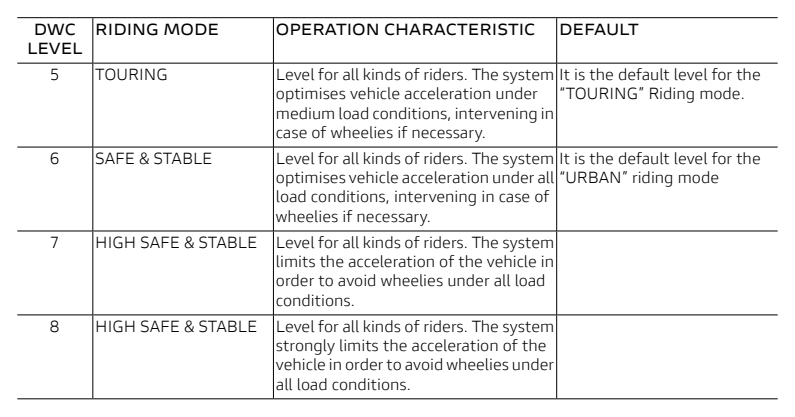 DWC LEVEL RIDING MODE OPERATION CHARACTERISTIC DEFAULT
5 TOURING Level for all kinds of riders. The system It is the default level for the
optimises vehicle acceleration under "TOURING" Riding mode.
medium load conditions, intervening in
case of wheelies if necessary.
6 SAFE & STABLE Level for all kinds of riders. The system It is the default level for the
optimises vehicle acceleration under all "URBAN" riding mode
load conditions, intervening in case of
wheelies if necessary.
7 HIGH SAFE & STABLE Level for all kinds of riders. The system
limits the acceleration of the vehicle in
order to avoid wheelies under all load
conditions.
8 HIGH SAFE & STABLE Level for all kinds of riders. The system
strongly limits the acceleration of the
vehicle in order to avoid wheelies under
all load conditions.